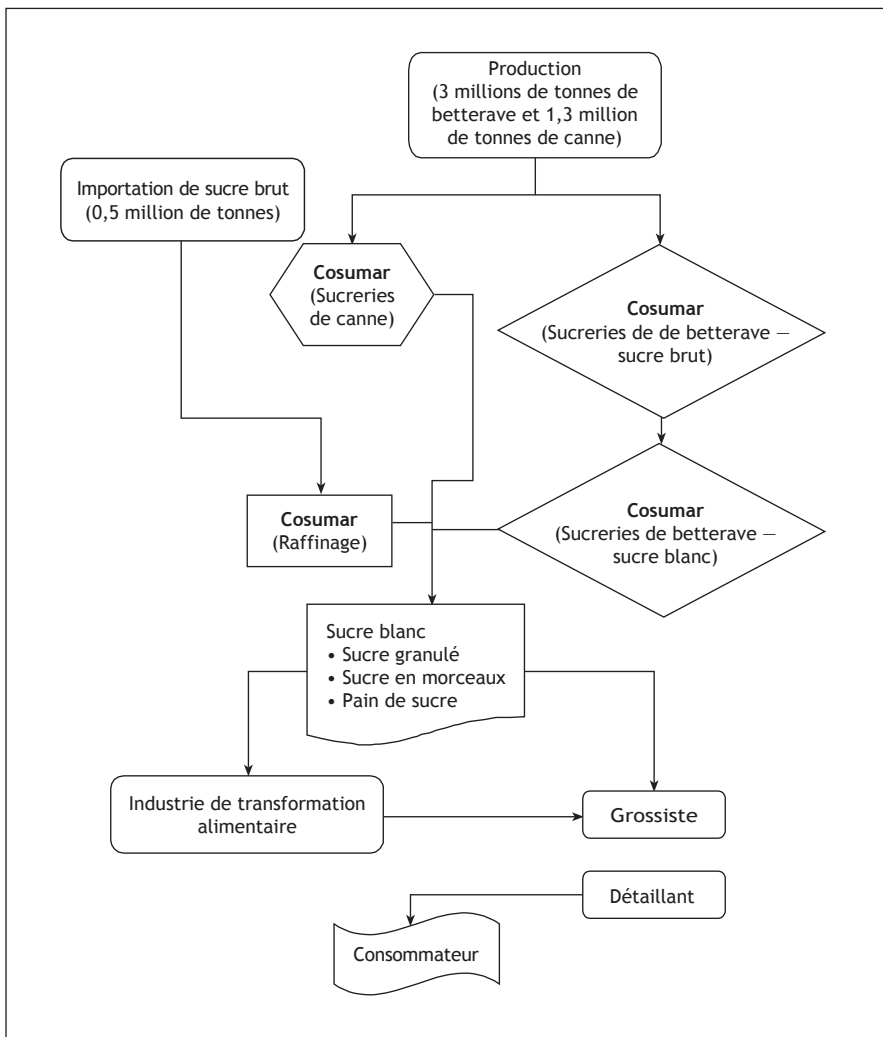 Production
(3 millions de tonnes de
betterave et 1,3 million
de tonnes de canne)
Importation de sucre brut
(0,5 million de tonnes)
Cosumar
(Sucreries
de canne)
Cosumar
(Sucreries de de betterave —
sucre brut)
Cosumar
(Raffinage)
Cosumar
(Sucreries de betterave —
sucre blanc)
Sucre blanc
• Sucre granulé
• Sucre en morceaux
• Pain de sucre
Industrie de transformation
alimentaire
Grossiste
Détaillant
Consommateur